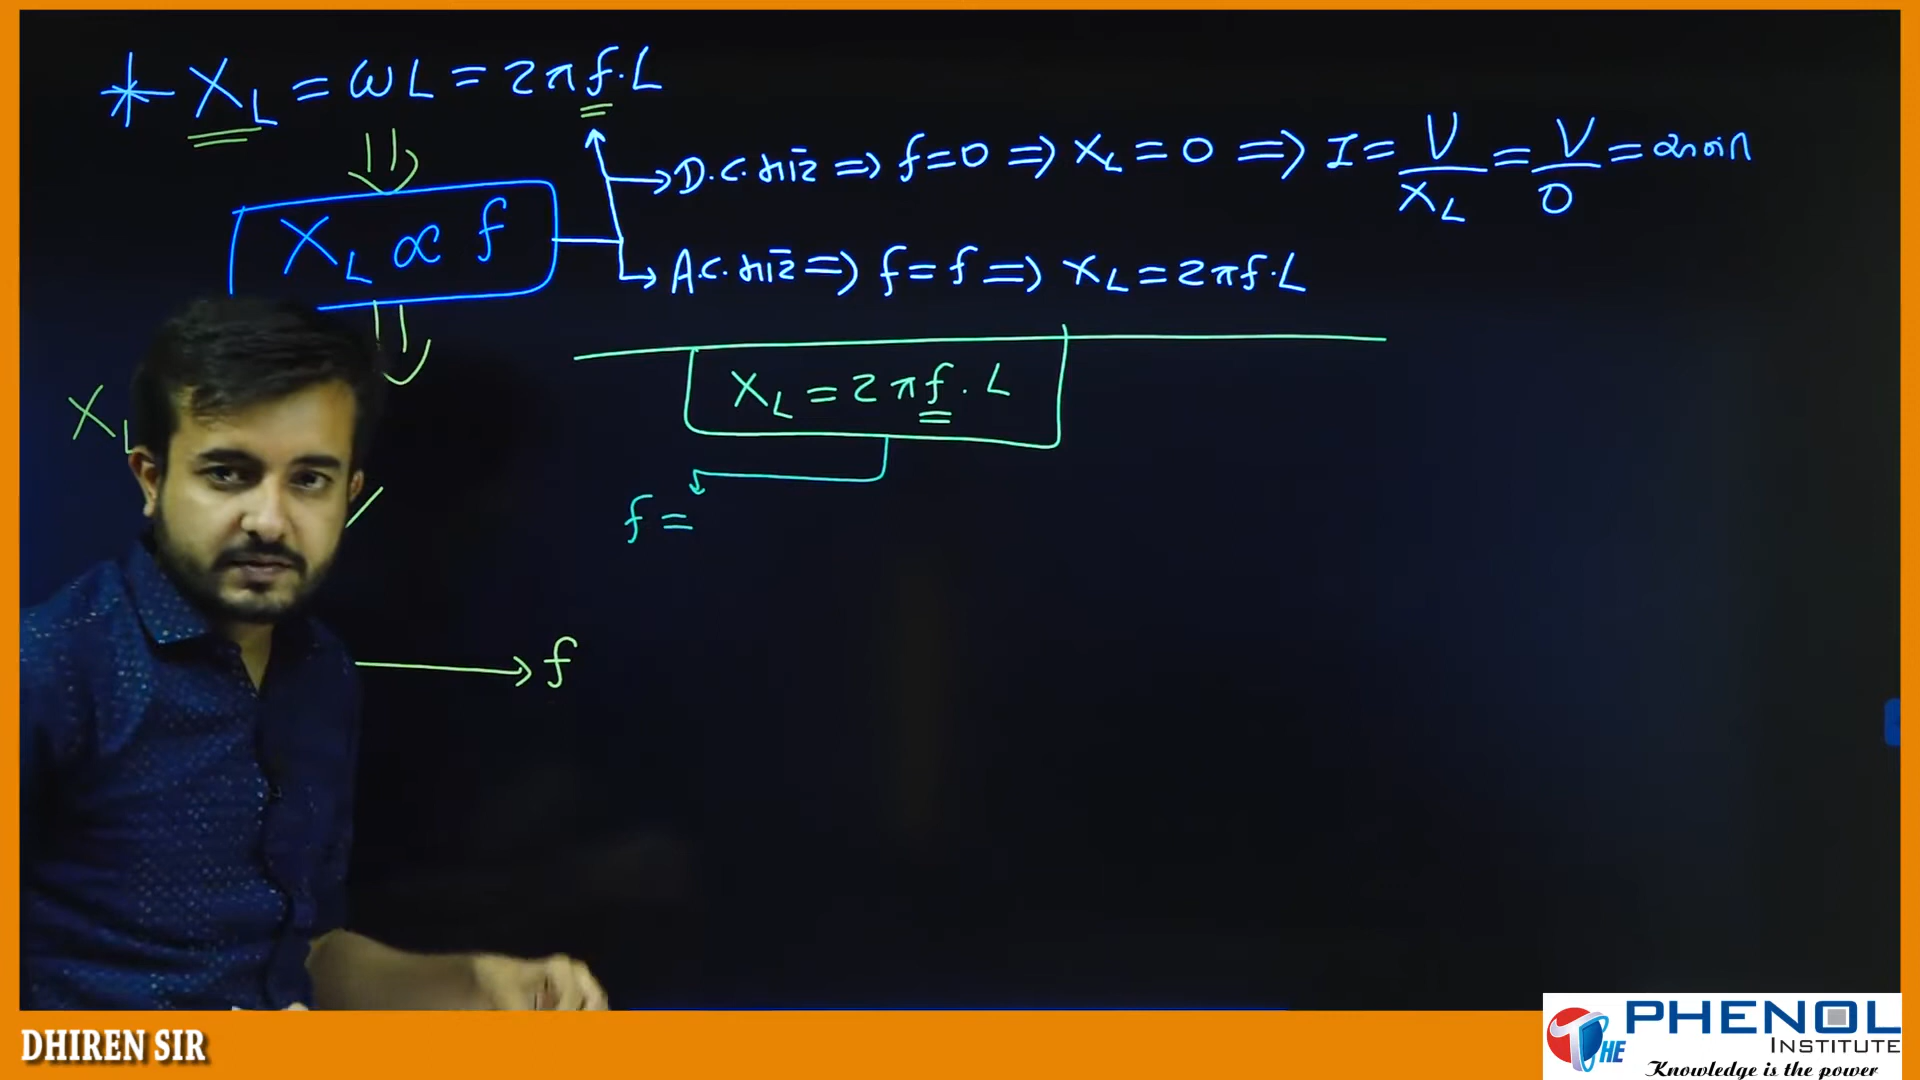 * X_L = ωL = 2πf·L
D.C. માટે ⇒ f=0 ⇒ X_L = 0 ⇒ I = V/X_L = V/0 = અનંત
X_L ∝ f
A.C. માટે ⇒ f = f ⇒ X_L = 2πf·L
X_L = 2πf·L
X_L
f =
f
DHIREN SIR
THE PHENOL
INSTITUTE
Knowledge is the power